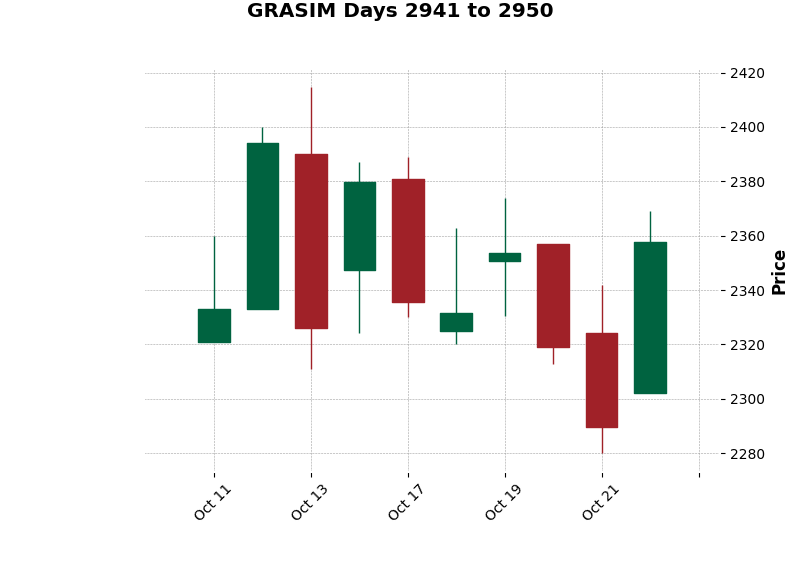 GRASIM Days 2941 to 2950
2420
2400
2380
2360
2340
2320
2300
2280
Price
Oct 11
Oct 13
Oct 17
Oct 19
Oct 21